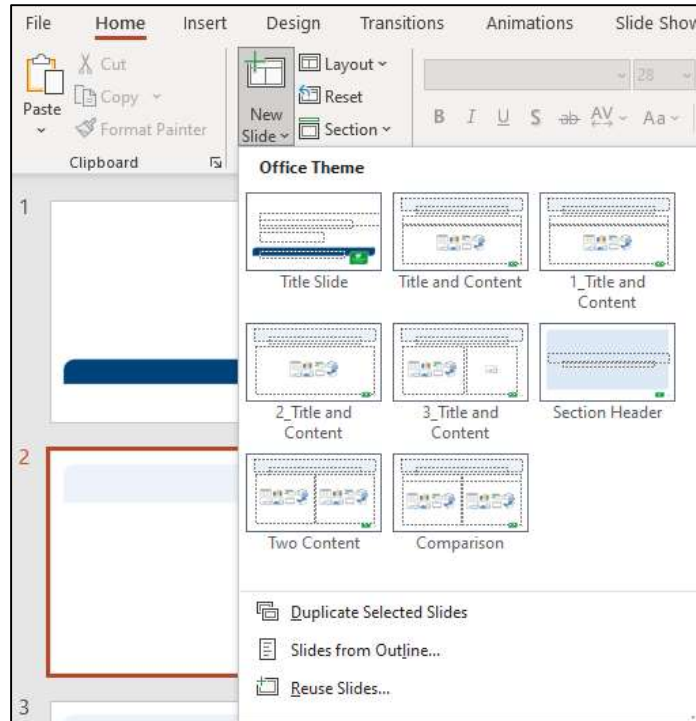 File Home Insert Design Transitions Animations Slide Show
Cut
Copy
Format Painter
Paste
Clipboard
New
Slide
Layout
Reset
Section
28
B I U S ab AV Aa
Office Theme
Title Slide
Title and Content
1_Title and
Content
2_Title and
Content
3_Title and
Content
Section Header
Two Content
Comparison
Duplicate Selected Slides
Slides from Outline...
Reuse Slides...
1
2
3